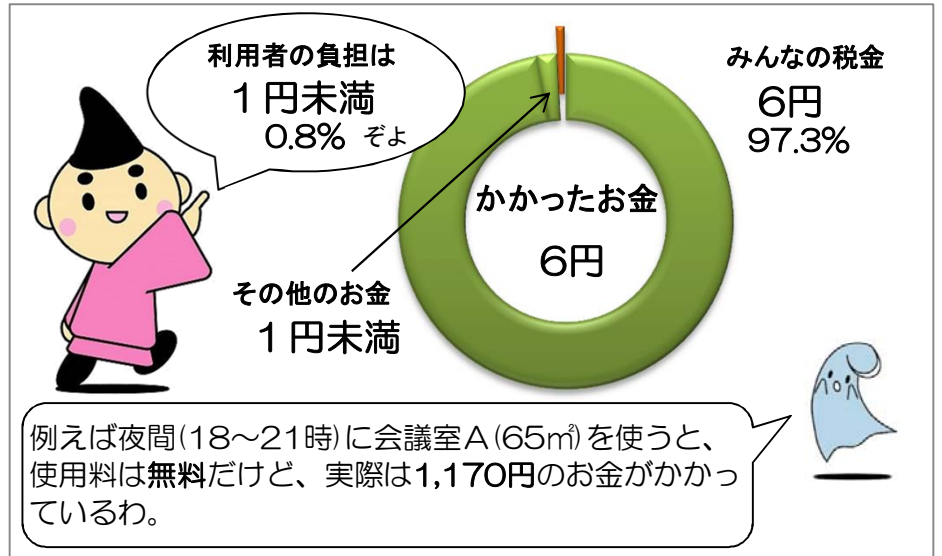 利用者の負担は
１円未満
0.8% ぞよ
みんなの税金
6円
97.3%
かかったお金
6円
その他のお金
１円未満
例えば夜間(18～21時)に会議室Ａ(65㎡)を使うと、
使用料は無料だけど、実際は1,170円のお金がかかっ
ているわ。